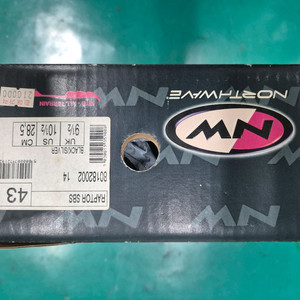 NORTHWAVE
NW
RAPTOR SBS
43
80182002 14
BLACK/SILVER
UK US CM
9½ 10½ 28.5